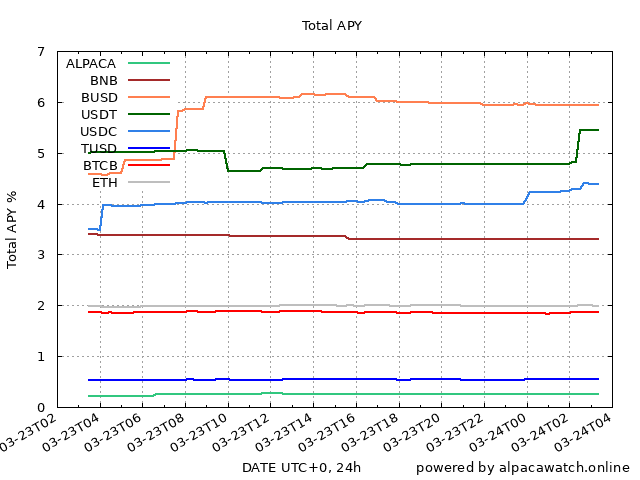 Total APY
Total APY %
7
6
5
4
3
2
1
0
ALPACA
BNB
BUSD
USDT
USDC
TUSD
BTCB
ETH
03-23T02
03-23T04
03-23T06
03-23T08
03-23T10
03-23T12
03-23T14
03-23T16
03-23T18
03-23T20
03-23T22
03-24T00
03-24T02
03-24T04
DATE UTC+0, 24h
powered by alpacawatch.online